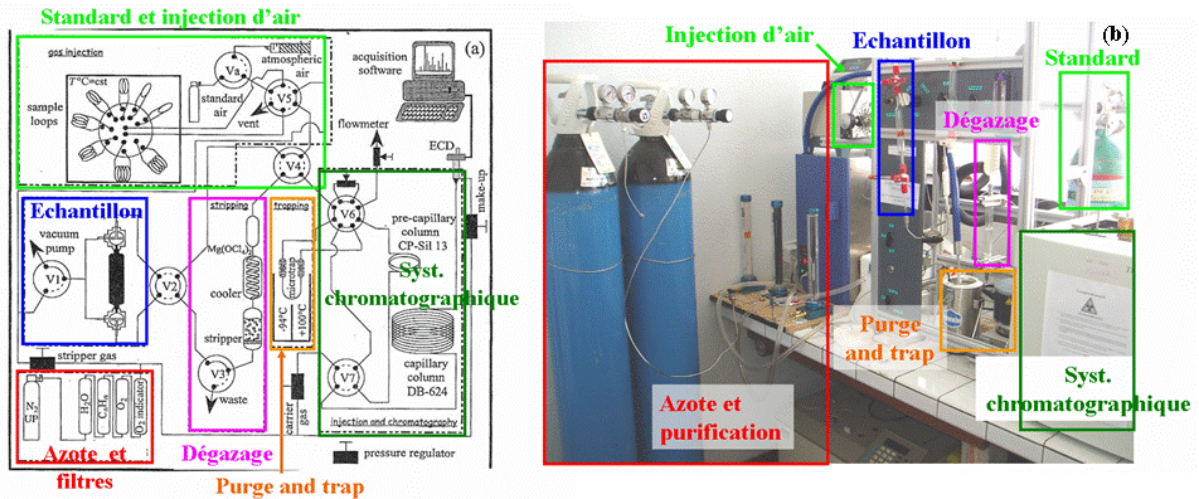 Standard et injection d’air
(a)
gas injection
T°C=cst
sample
loops
Va
standard
air
atmospheric
air
V5
vent
acquisition
software
flowmeter
ECD
make-up
V4
Echantillon
vacuum
pump
V1
V2
stripping
Mg(OCl4)
cooler
stripper
V3
waste
trapping
microtrap
-94°C
+100°C
V6
pre-capillary
column
CP-Sil 13
Syst.
chromatographique
capillary
column
DB-624
V7
injection and chromatography
stripper gas
N2
UP
H2O
O2
O2 indicator
carrier
gas
pressure regulator
Azote et
filtres
Dégazage
Purge and trap
Injection d’air
Echantillon
(b)
Standard
Dégazage
Purge
and trap
Azote et
purification
Syst.
chromatographique